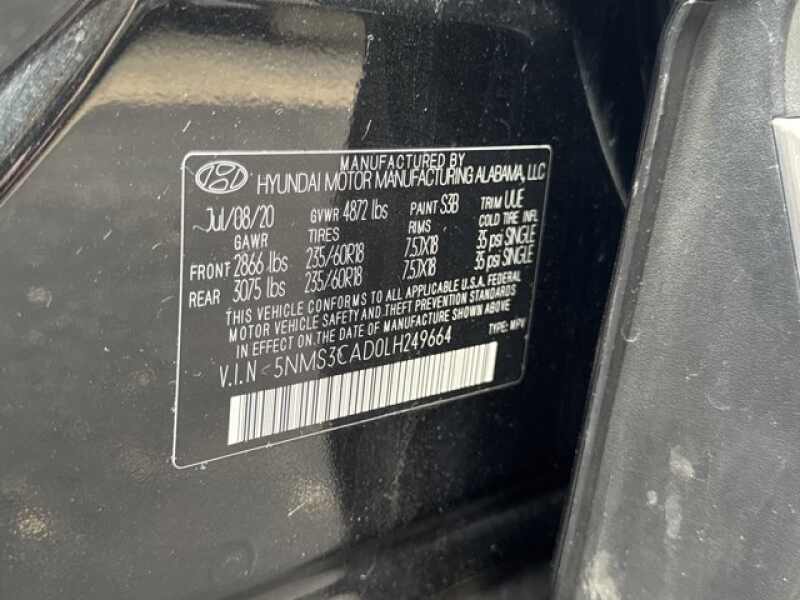 MANUFACTURED BY
HYUNDAI MOTOR MANUFACTURING ALABAMA, LLC
Jul/08/20 GVWR 4872 lbs PAINT S3B TRIM UUE
GAWR TIRES RIMS COLD TIRE INFL
FRONT 2866 lbs 235/60R18 7.5JX18 35 psi SINGLE
REAR 3075 lbs 235/60R18 7.5JX18 35 psi SINGLE
THIS VEHICLE CONFORMS TO ALL APPLICABLE U.S.A. FEDERAL
MOTOR VEHICLE SAFETY AND THEFT PREVENTION STANDARDS
IN EFFECT ON THE DATE OF MANUFACTURE SHOWN ABOVE
V.I.N : 5NMS3CAD0LH249664 TYPE: MPV